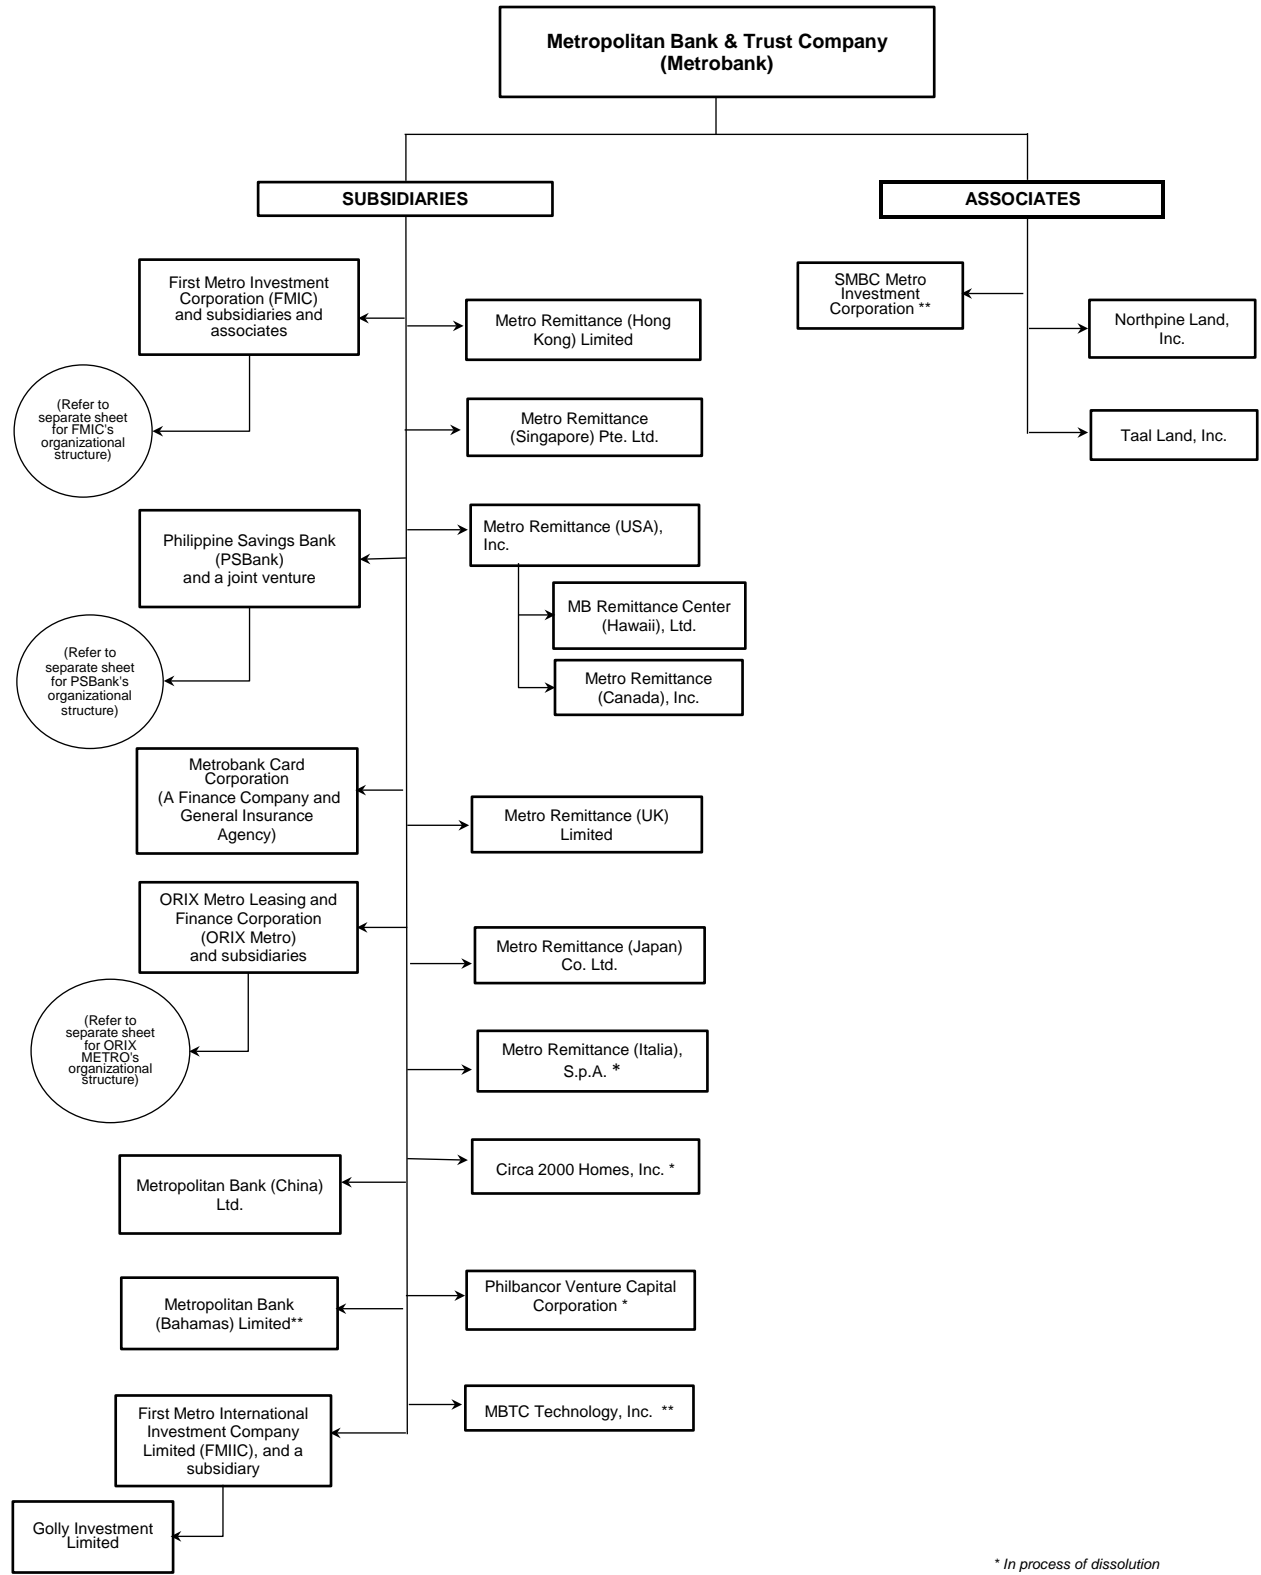 Metropolitan Bank & Trust Company
(Metrobank)
SUBSIDIARIES
ASSOCIATES
First Metro Investment
Corporation (FMIC)
and subsidiaries and
associates
(Refer to
separate sheet
for FMIC's
organizational
structure)
Philippine Savings Bank
(PSBank)
and a joint venture
(Refer to
separate sheet
for PSBank's
organizational
structure)
Metrobank Card
Corporation
(A Finance Company and
General Insurance
Agency)
ORIX Metro Leasing and
Finance Corporation
(ORIX Metro)
and subsidiaries
(Refer to
separate sheet
for ORIX
METRO's
organizational
structure)
Metropolitan Bank (China)
Ltd.
Metropolitan Bank
(Bahamas) Limited**
First Metro International
Investment Company
Limited (FMIIC), and a
subsidiary
Golly Investment
Limited
Metro Remittance (Hong
Kong) Limited
Metro Remittance
(Singapore) Pte. Ltd.
Metro Remittance (USA),
Inc.
MB Remittance Center
(Hawaii), Ltd.
Metro Remittance
(Canada), Inc.
Metro Remittance (UK)
Limited
Metro Remittance (Japan)
Co. Ltd.
Metro Remittance (Italia),
S.p.A. *
Circa 2000 Homes, Inc. *
Philbancor Venture Capital
Corporation *
MBTC Technology, Inc. **
SMBC Metro
Investment
Corporation **
Northpine Land,
Inc.
Taal Land, Inc.
* In process of dissolution